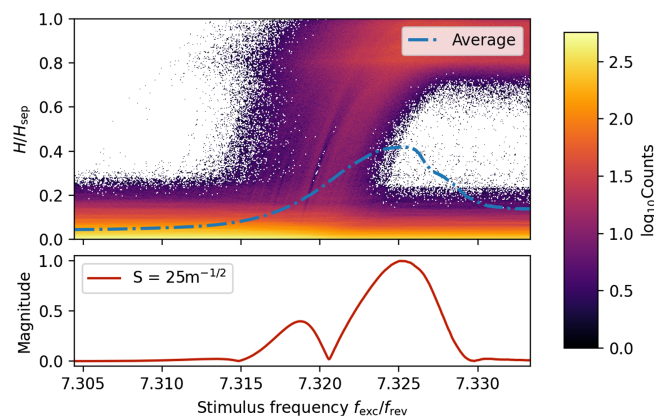 H/H_sep
1.0
0.8
0.6
0.4
0.2
0.0
Average
log₁₀Counts
2.5
2.0
1.5
1.0
0.5
0.0
Magnitude
1.0
0.5
0.0
S = 25m⁻¹/²
7.305 7.310 7.315 7.320 7.325 7.330
Stimulus frequency f_exc/f_rev